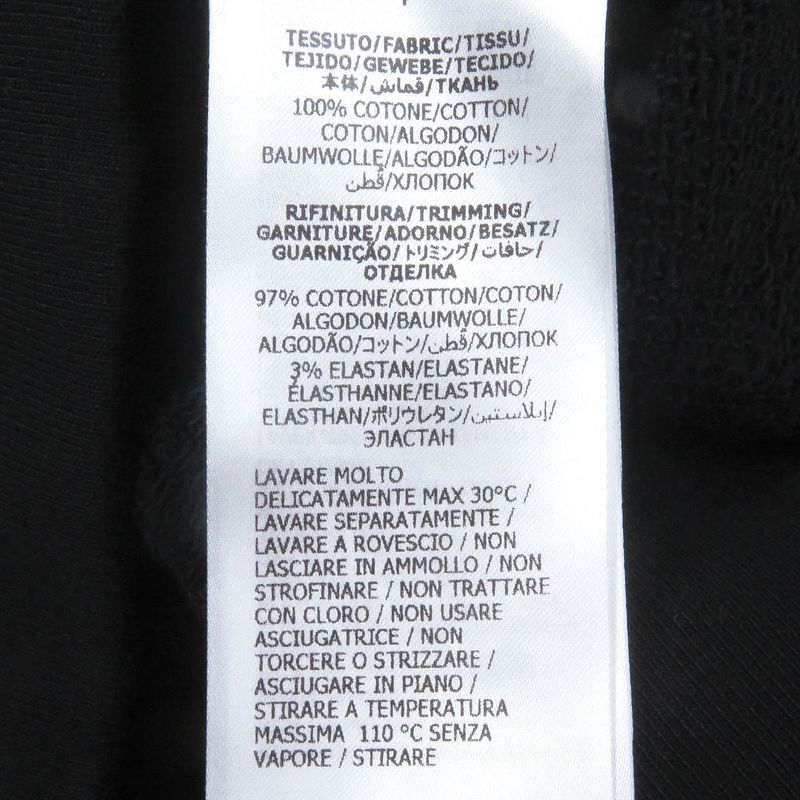 TESSUTO/FABRIC/TISSU/
TEJIDO/GEWEBE/TECIDO/
本体/قماش/ТКАНЬ
100% COTONE/COTTON/
COTON/ALGODON/
BAUMWOLLE/ALGODÃO/コットン/
قُطن/ХЛОПОК
RIFINITURA/TRIMMING/
GARNITURE/ADORNO/BESATZ/
GUARNIÇÃO/トリミング/حافات/
ОТДЕЛКА
97% COTONE/COTTON/COTON/
ALGODON/BAUMWOLLE/
ALGODÃO/コットン/قُطن/ХЛОПОК
3% ELASTAN/ELASTANE/
ÉLASTHANNE/ELASTANO/
ELASTHAN/ポリウレタン/إيلاستين/
ЭЛАСТАН
LAVARE MOLTO
DELICATAMENTE MAX 30°C /
LAVARE SEPARATAMENTE /
LAVARE A ROVESCIO / NON
LASCIARE IN AMMOLLO / NON
STROFINARE / NON TRATTARE
CON CLORO / NON USARE
ASCIUGATRICE / NON
TORCERE O STRIZZARE /
ASCIUGARE IN PIANO /
STIRARE A TEMPERATURA
MASSIMA 110 °C SENZA
VAPORE / STIRARE